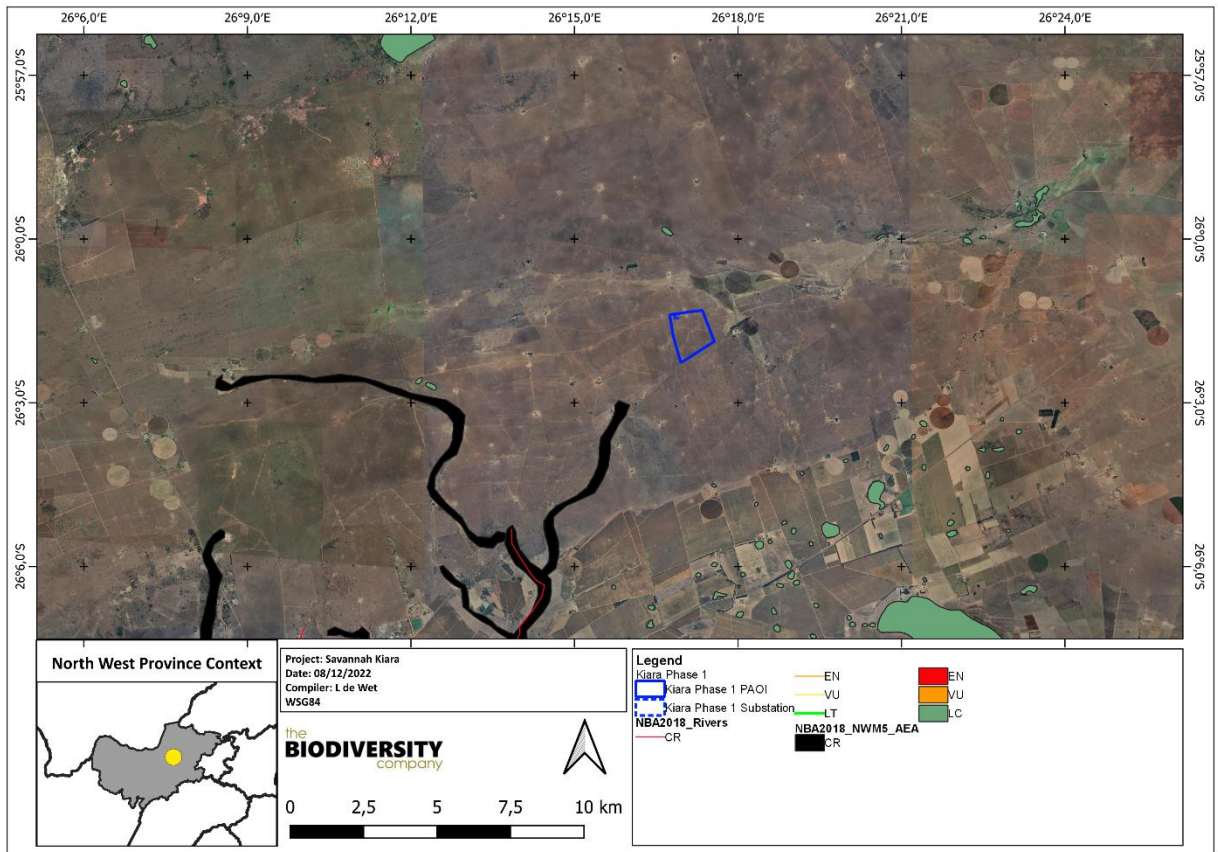 26°6,0'E 26°9,0'E 26°12,0'E 26°15,0'E 26°18,0'E 26°21,0'E 26°24,0'E
25°57,0'S 25°57,0'S
26°0,0'S 26°0,0'S
26°3,0'S 26°3,0'S
26°6,0'S 26°6,0'S
North West Province Context
Project: Savannah Kiara
Date: 08/12/2022
Compiler: L de Wet
WSG84
the
BIODIVERSITY
company
0 2,5 5 7,5 10 km
Legend
Kiara Phase 1
Kiara Phase 1 PAOI
Kiara Phase 1 Substation
NBA2018_Rivers
CR
EN
VU
LT
NBA2018_NWM5_AEA
CR
EN
VU
LC